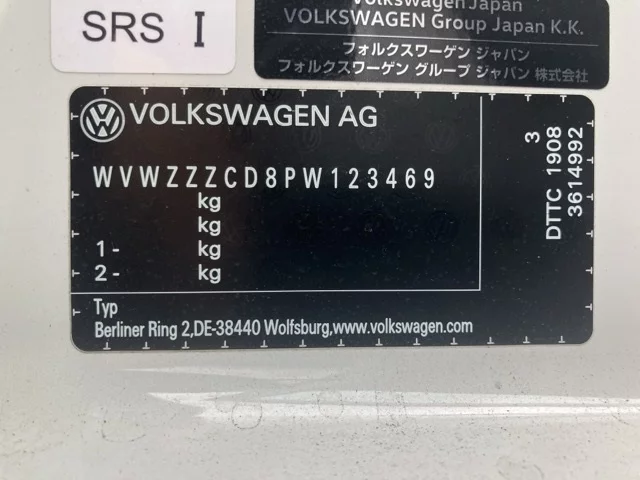 SRS I
Volkswagen Japan
VOLKSWAGEN Group Japan K.K.
フォルクスワーゲン ジャパン
フォルクスワーゲン グループ ジャパン 株式会社
VOLKSWAGEN AG
WVWZZZCD8PW123469
kg
kg
1- kg
2- kg
3
DTTC 1908
3614992
Typ
Berliner Ring 2,DE-38440 Wolfsburg,www.volkswagen.com